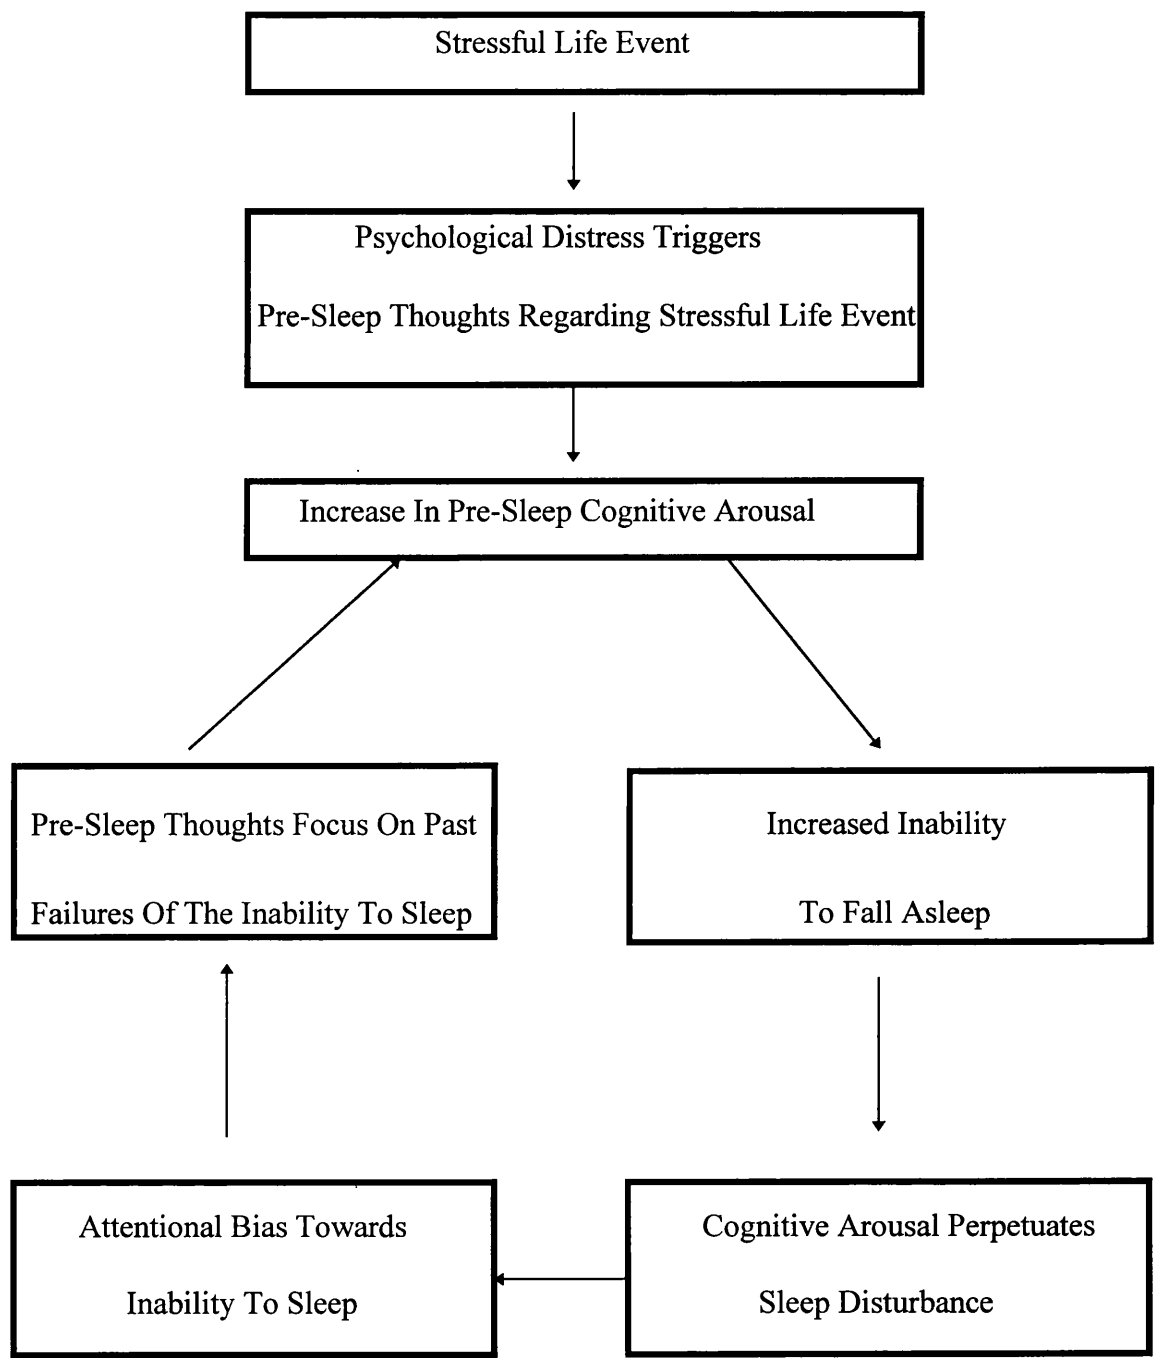 Stressful Life Event
Psychological Distress Triggers
Pre-Sleep Thoughts Regarding Stressful Life Event
Increase In Pre-Sleep Cognitive Arousal
Pre-Sleep Thoughts Focus On Past
Failures Of The Inability To Sleep
Increased Inability
To Fall Asleep
Attentional Bias Towards
Inability To Sleep
Cognitive Arousal Perpetuates
Sleep Disturbance